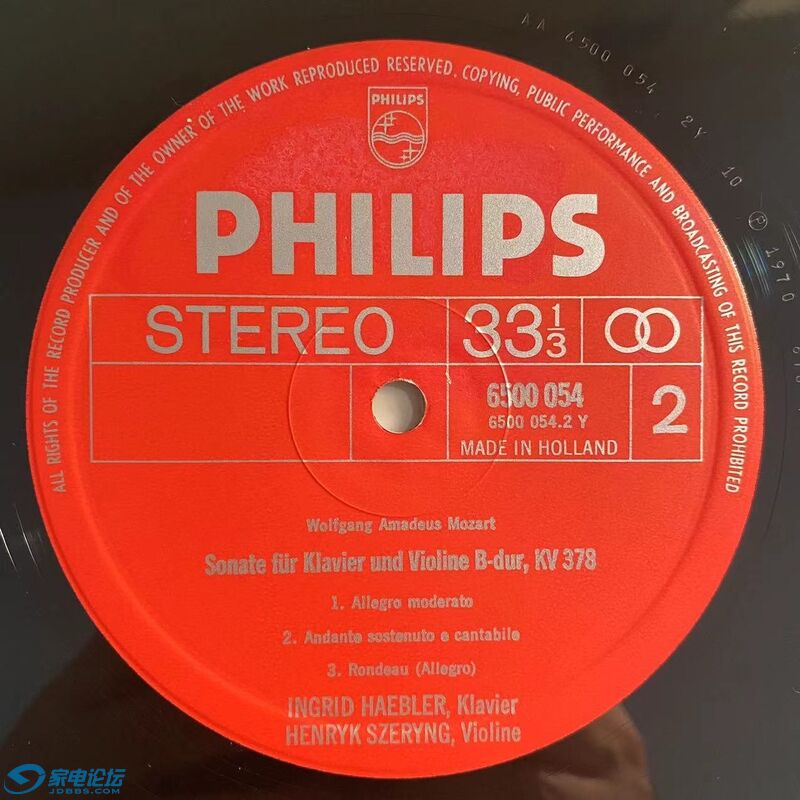 AA 6500 054 2Y 10 Ⓟ 1970
ALL RIGHTS OF THE RECORD PRODUCER AND OF THE OWNER OF THE WORK REPRODUCED RESERVED. COPYING, PUBLIC PERFORMANCE AND BROADCASTING OF THIS RECORD PROHIBITED
PHILIPS
PHILIPS
STEREO
33 1/3
6500 054
6500 054.2 Y
2
MADE IN HOLLAND
Wolfgang Amadeus Mozart
Sonate für Klavier und Violine B-dur, KV 378
1. Allegro moderato
2. Andante sostenuto e cantabile
3. Rondeau (Allegro)
INGRID HAEBLER, Klavier
HENRYK SZERYNG, Violine
家电论坛
JDBBS.COM